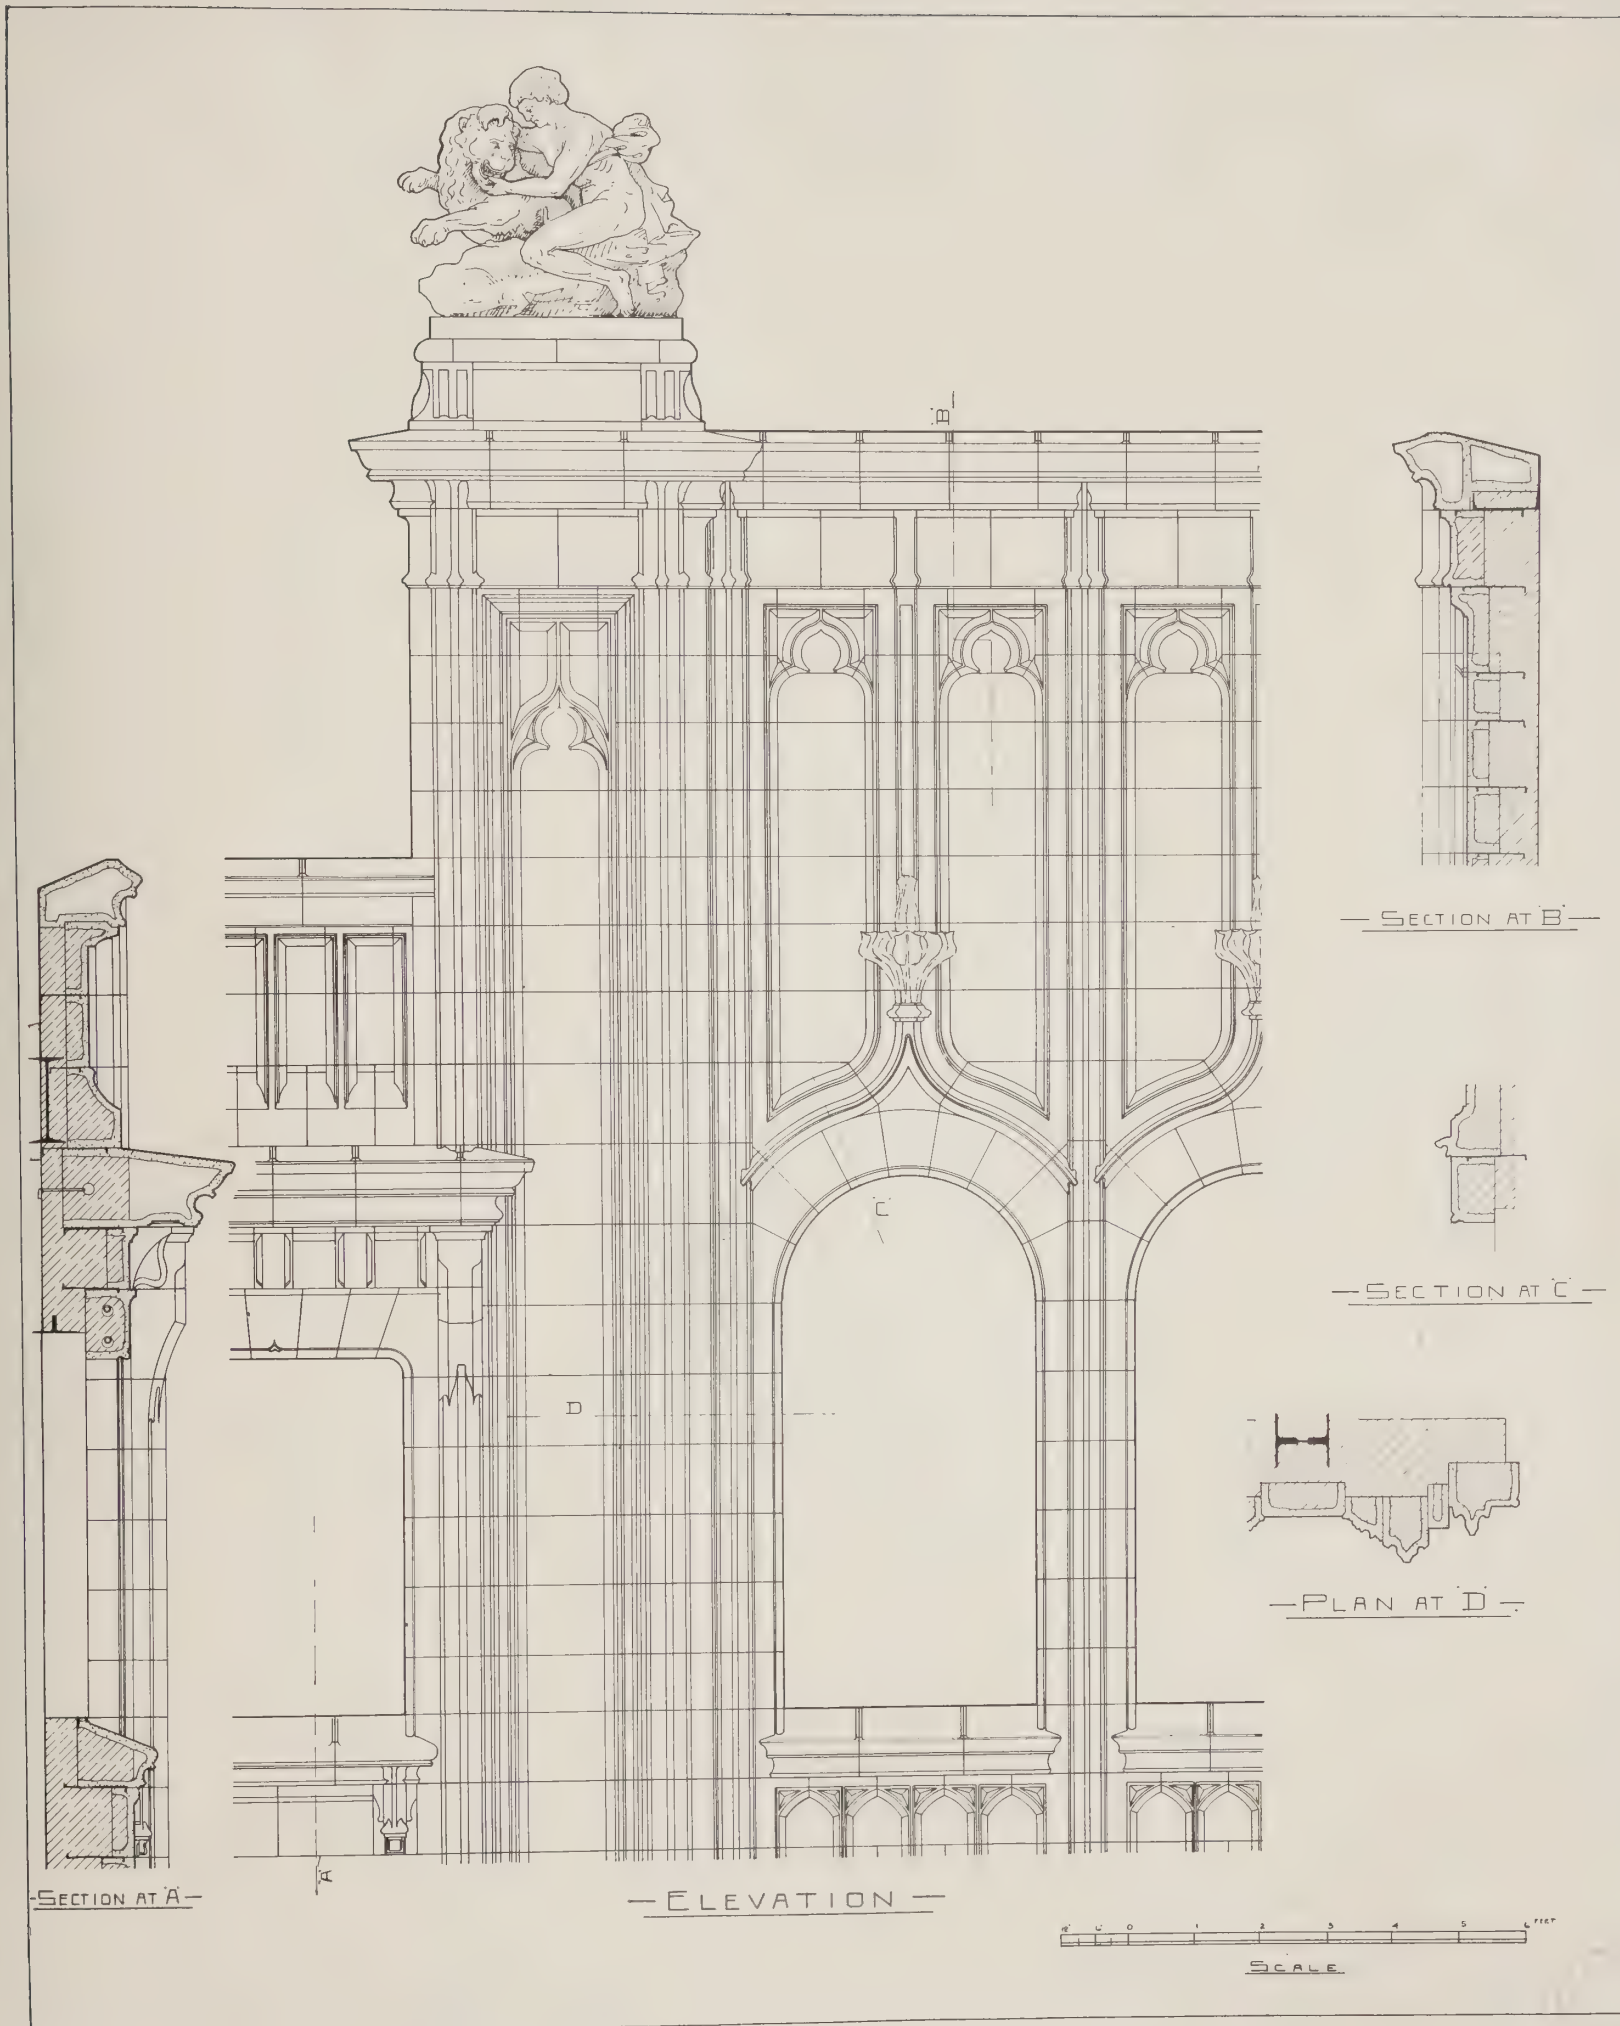 'B'
— SECTION AT 'B' —
'C'
— SECTION AT 'C' —
D
— PLAN AT 'D' —
'A'
— SECTION AT 'A' —
— ELEVATION —
0 1 2 3 4 5 6 FEET
SCALE